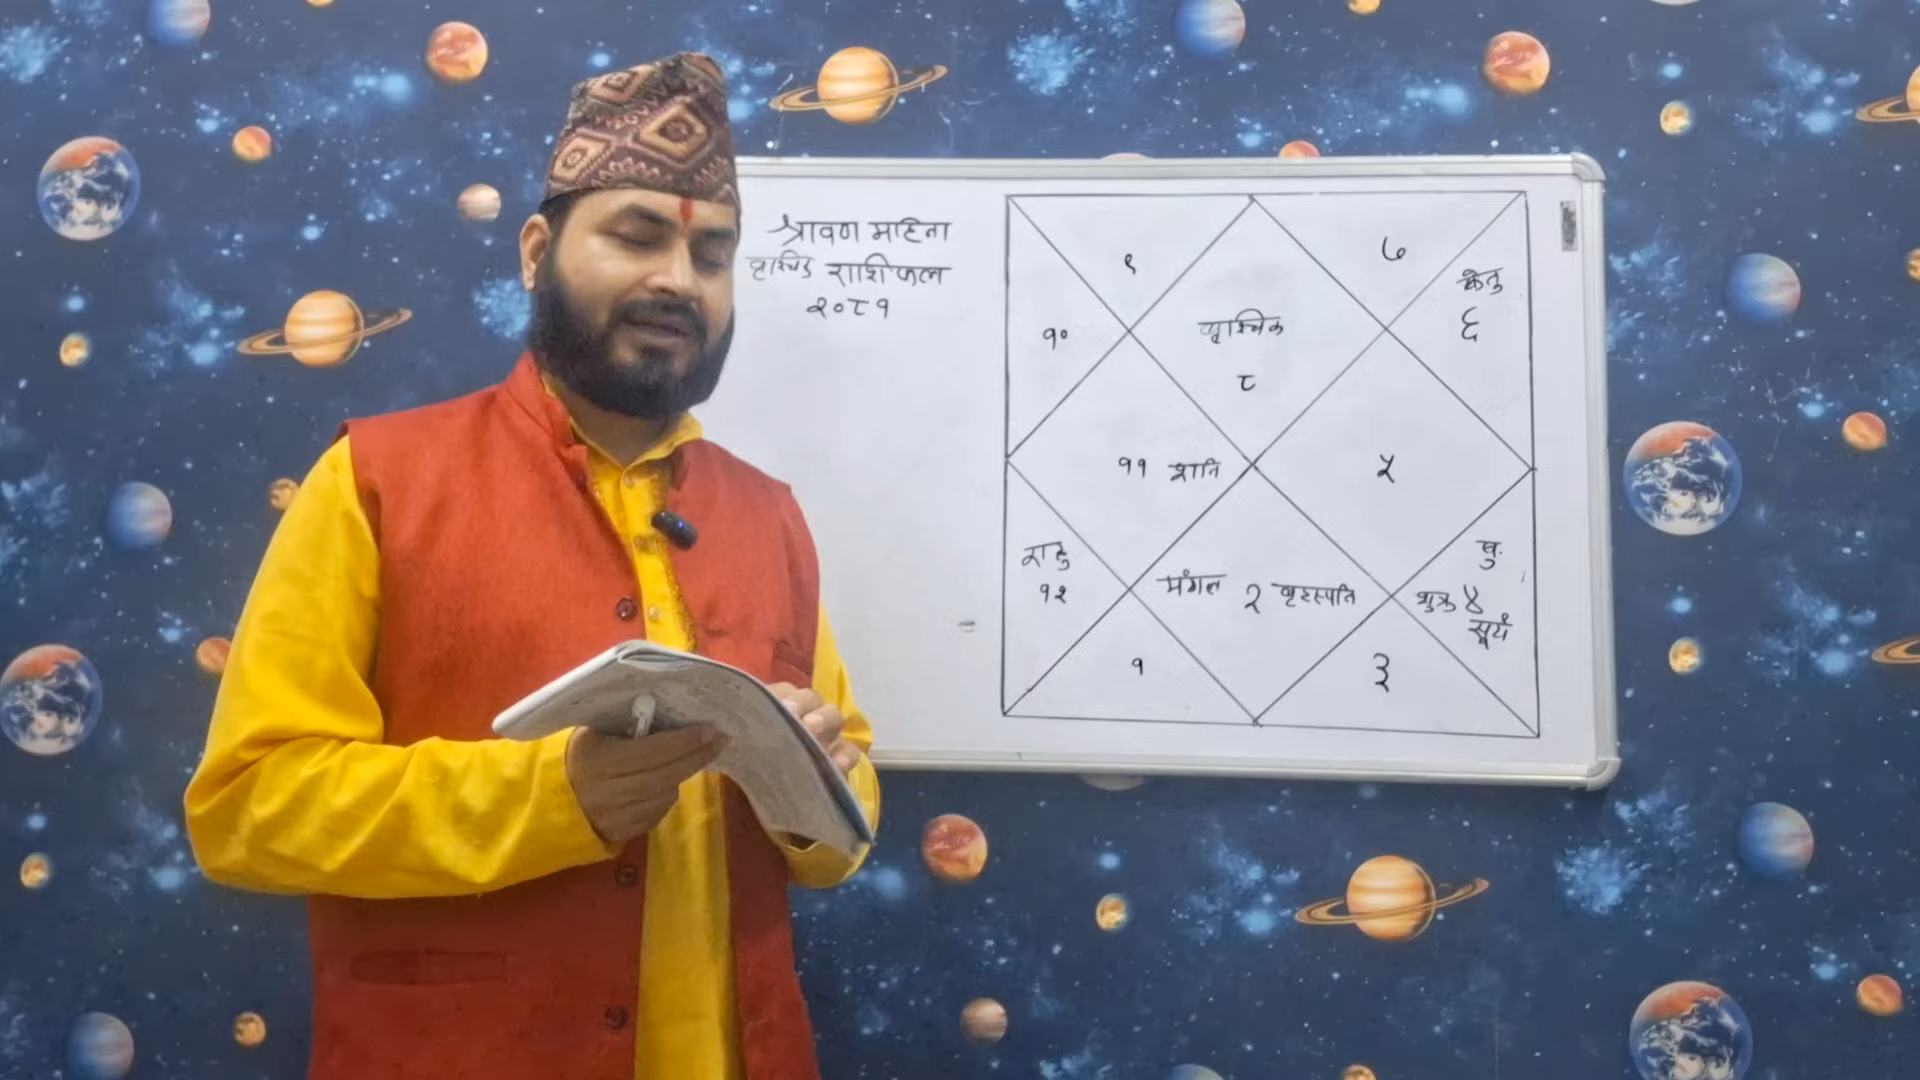 श्रावण महिना
वृश्चिक राशिफल
२०८१
९
७
केतु
६
१०
वृश्चिक
८
११ शनि
५
राहु
१२
मंगल २ बृहस्पति
बु.
शुक्र ४
सूर्य
१
३